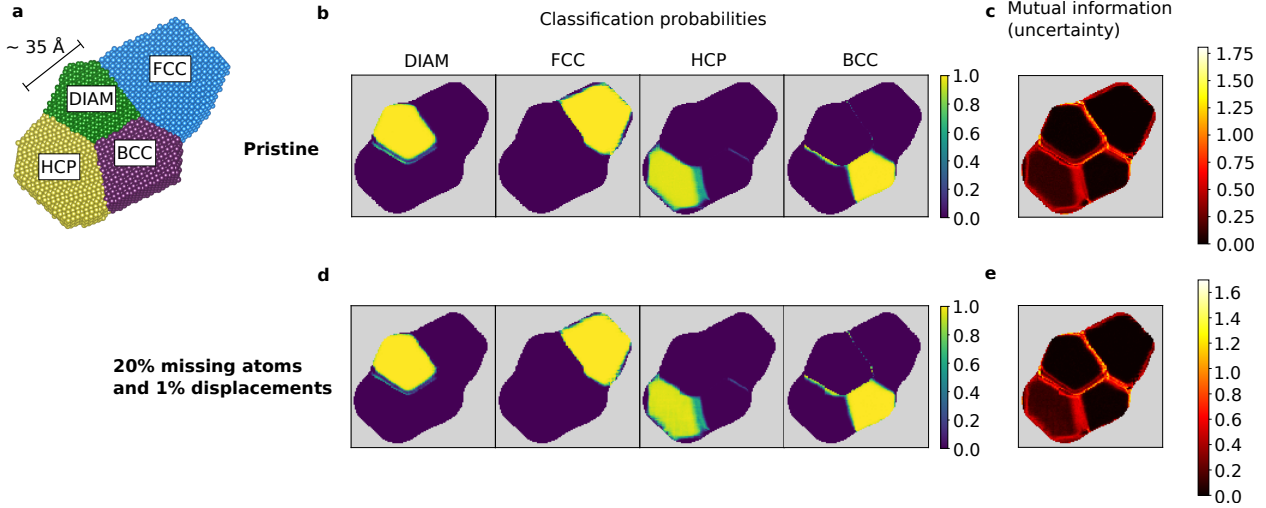 a
~ 35 Å
FCC
DIAM
HCP
BCC
b
Classification probabilities
DIAM
FCC
HCP
BCC
Pristine
1.0
0.8
0.6
0.4
0.2
0.0
c
Mutual information
(uncertainty)
1.75
1.50
1.25
1.00
0.75
0.50
0.25
0.00
d
20% missing atoms
and 1% displacements
1.0
0.8
0.6
0.4
0.2
0.0
e
1.6
1.4
1.2
1.0
0.8
0.6
0.4
0.2
0.0